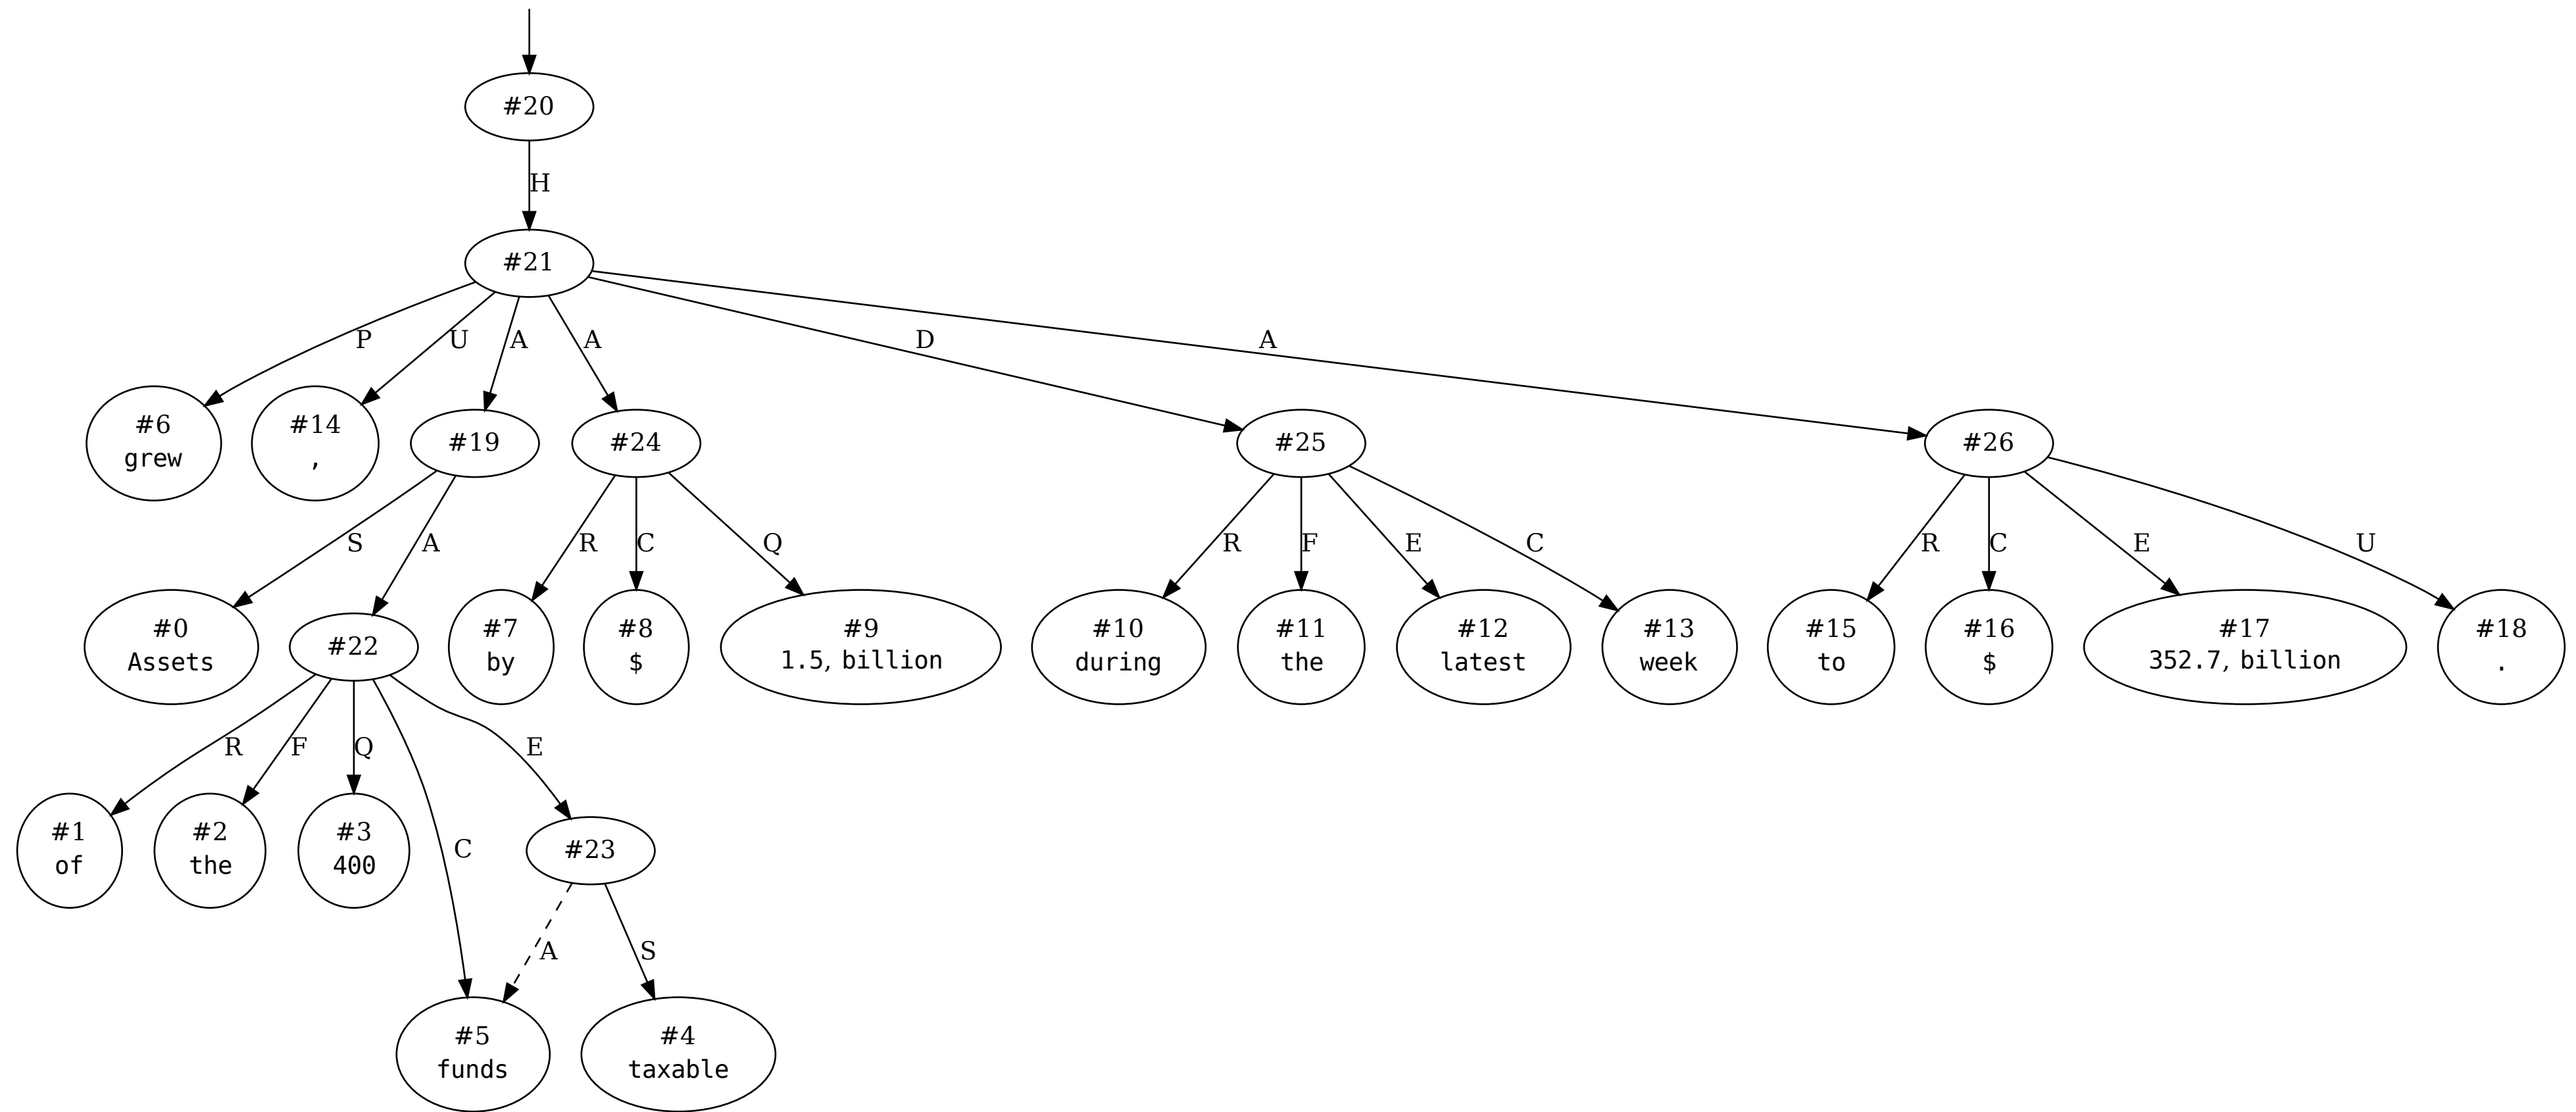 #20
H
#21
P
U
A
A
D
A
#6
grew
#14
,
#19
#24
#25
#26
S
A
R
C
Q
R
F
E
C
R
C
E
U
#0
Assets
#22
#7
by
#8
$
#9
1.5, billion
#10
during
#11
the
#12
latest
#13
week
#15
to
#16
$
#17
352.7, billion
#18
.
R
F
Q
C
E
#1
of
#2
the
#3
400
#23
A
S
#5
funds
#4
taxable